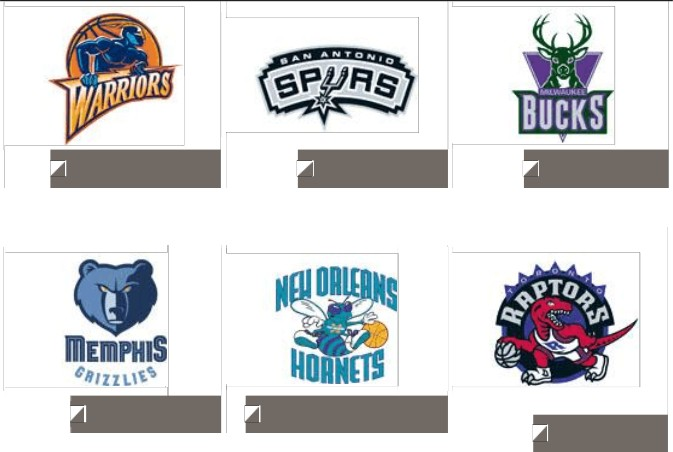 WARRIORS
SAN ANTONIO
SPURS
MILWAUKEE
BUCKS
MEMPHIS
GRIZZLIES
NEW ORLEANS
HORNETS
TORONTO
RAPTORS